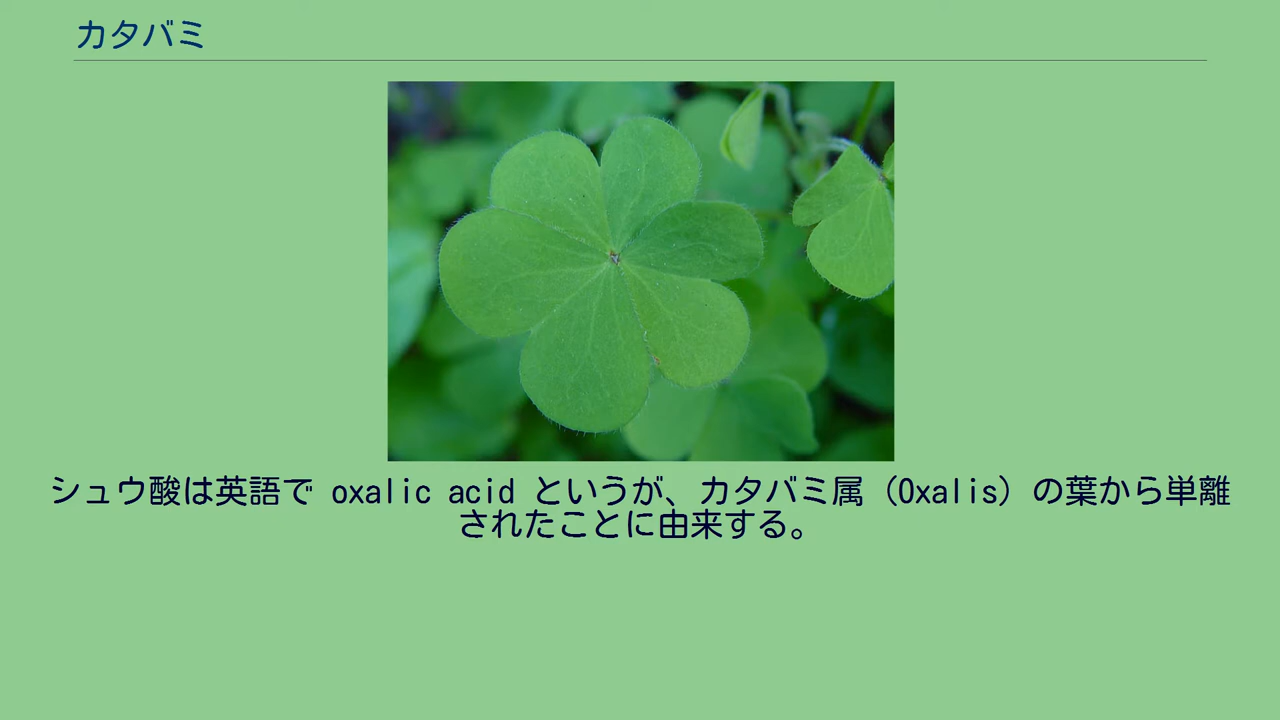 カタバミ
シュウ酸は英語で oxalic acid というが、カタバミ属（Oxalis）の葉から単離
されたことに由来する。